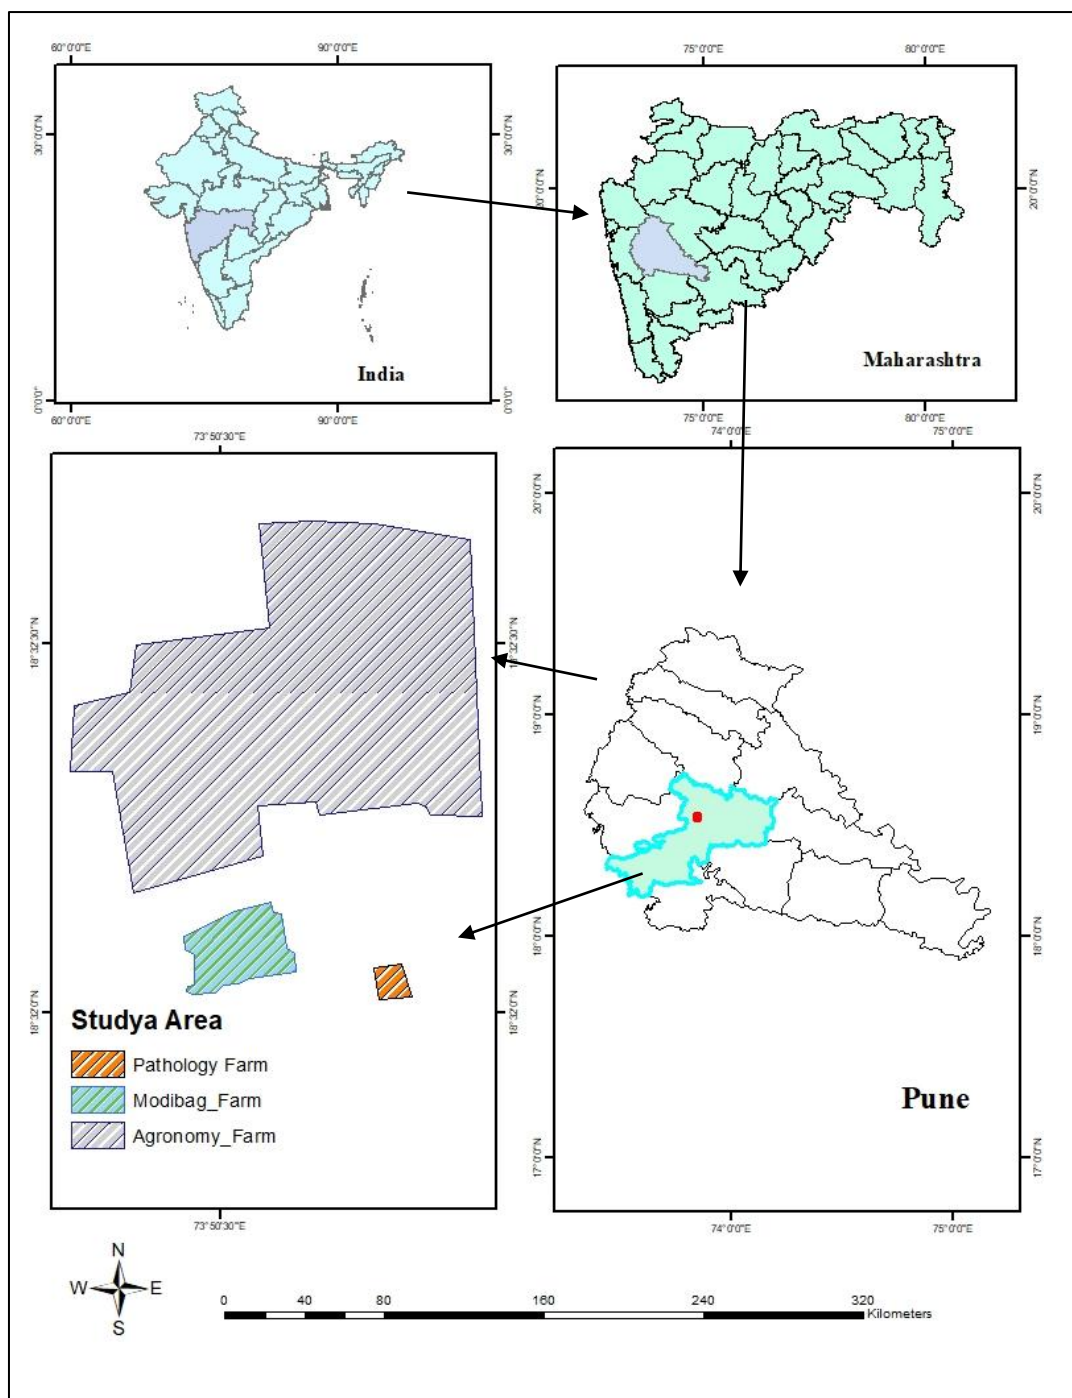 60°0'0"E 90°0'0"E
30°0'0"N 30°0'0"N
India
0°0'0" 0°0'0"
60°0'0"E 90°0'0"E
75°0'0"E 80°0'0"E
20°0'0"N 20°0'0"N
Maharashtra
75°0'0"E 80°0'0"E
73°50'30"E
18°32'30"N 18°32'30"N
18°32'0"N 18°32'0"N
Studya Area
Pathology Farm
Modibag_Farm
Agronomy_Farm
73°50'30"E
74°0'0"E 75°0'0"E
20°0'0"N 20°0'0"N
19°0'0"N 19°0'0"N
18°0'0"N 18°0'0"N
Pune
17°0'0"N 17°0'0"N
74°0'0"E 75°0'0"E
N
W E
S
0 40 80 160 240 320
Kilometers